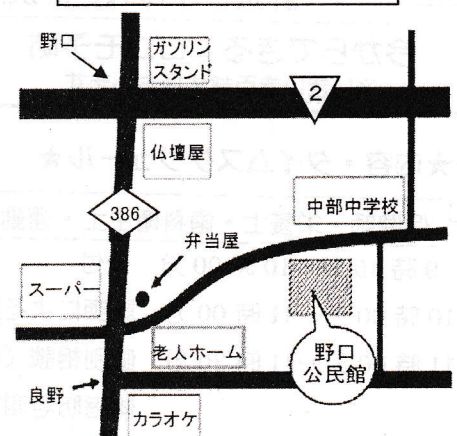 野口
ガソリン
スタンド
2
仏壇屋
386
中部中学校
弁当屋
スーパー
老人ホーム
野口
公民館
良野
カラオケ